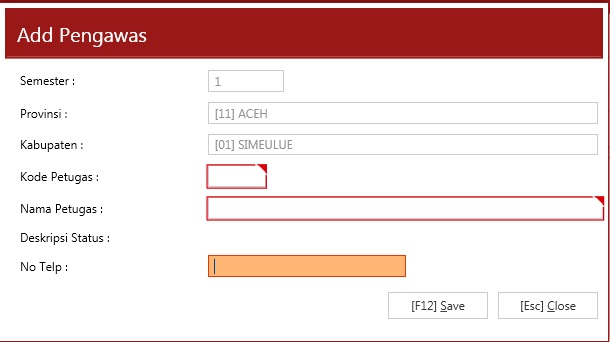 Add Pengawas
Semester : 1
Provinsi : [11] ACEH
Kabupaten : [01] SIMEULUE
Kode Petugas :
Nama Petugas :
Deskripsi Status :
No Telp :
[F12] Save [Esc] Close